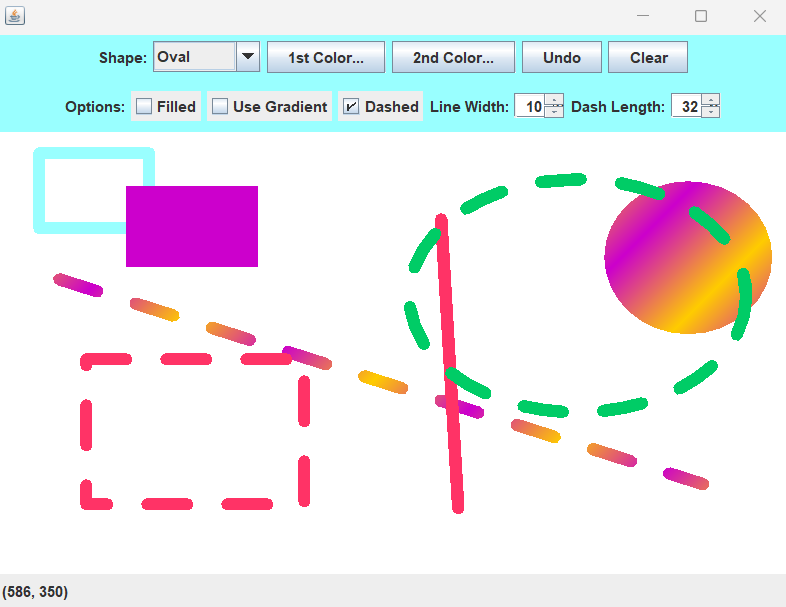 Shape: Oval 1st Color... 2nd Color... Undo Clear
Options: Filled Use Gradient Dashed Line Width: 10 Dash Length: 32
(586, 350)